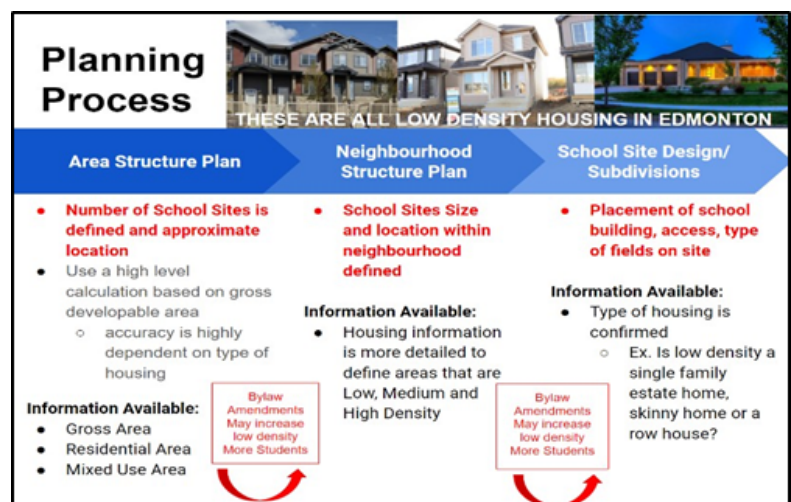 Planning
Process
THESE ARE ALL LOW DENSITY HOUSING IN EDMONTON
Area Structure Plan
Neighbourhood
Structure Plan
School Site Design/
Subdivisions
• Number of School Sites is
defined and approximate
location
• Use a high level
calculation based on gross
developable area
○ accuracy is highly
dependent on type of
housing
Information Available:
• Gross Area
• Residential Area
• Mixed Use Area
Bylaw
Amendments
May increase
low density
More Students
• School Sites Size
and location within
neighbourhood
defined
Information Available:
• Housing information
is more detailed to
define areas that are
Low, Medium and
High Density
Bylaw
Amendments
May increase
low density
More Students
• Placement of school
building, access, type
of fields on site
Information Available:
• Type of housing is
confirmed
○ Ex. Is low density a
single family
estate home,
skinny home or a
row house?